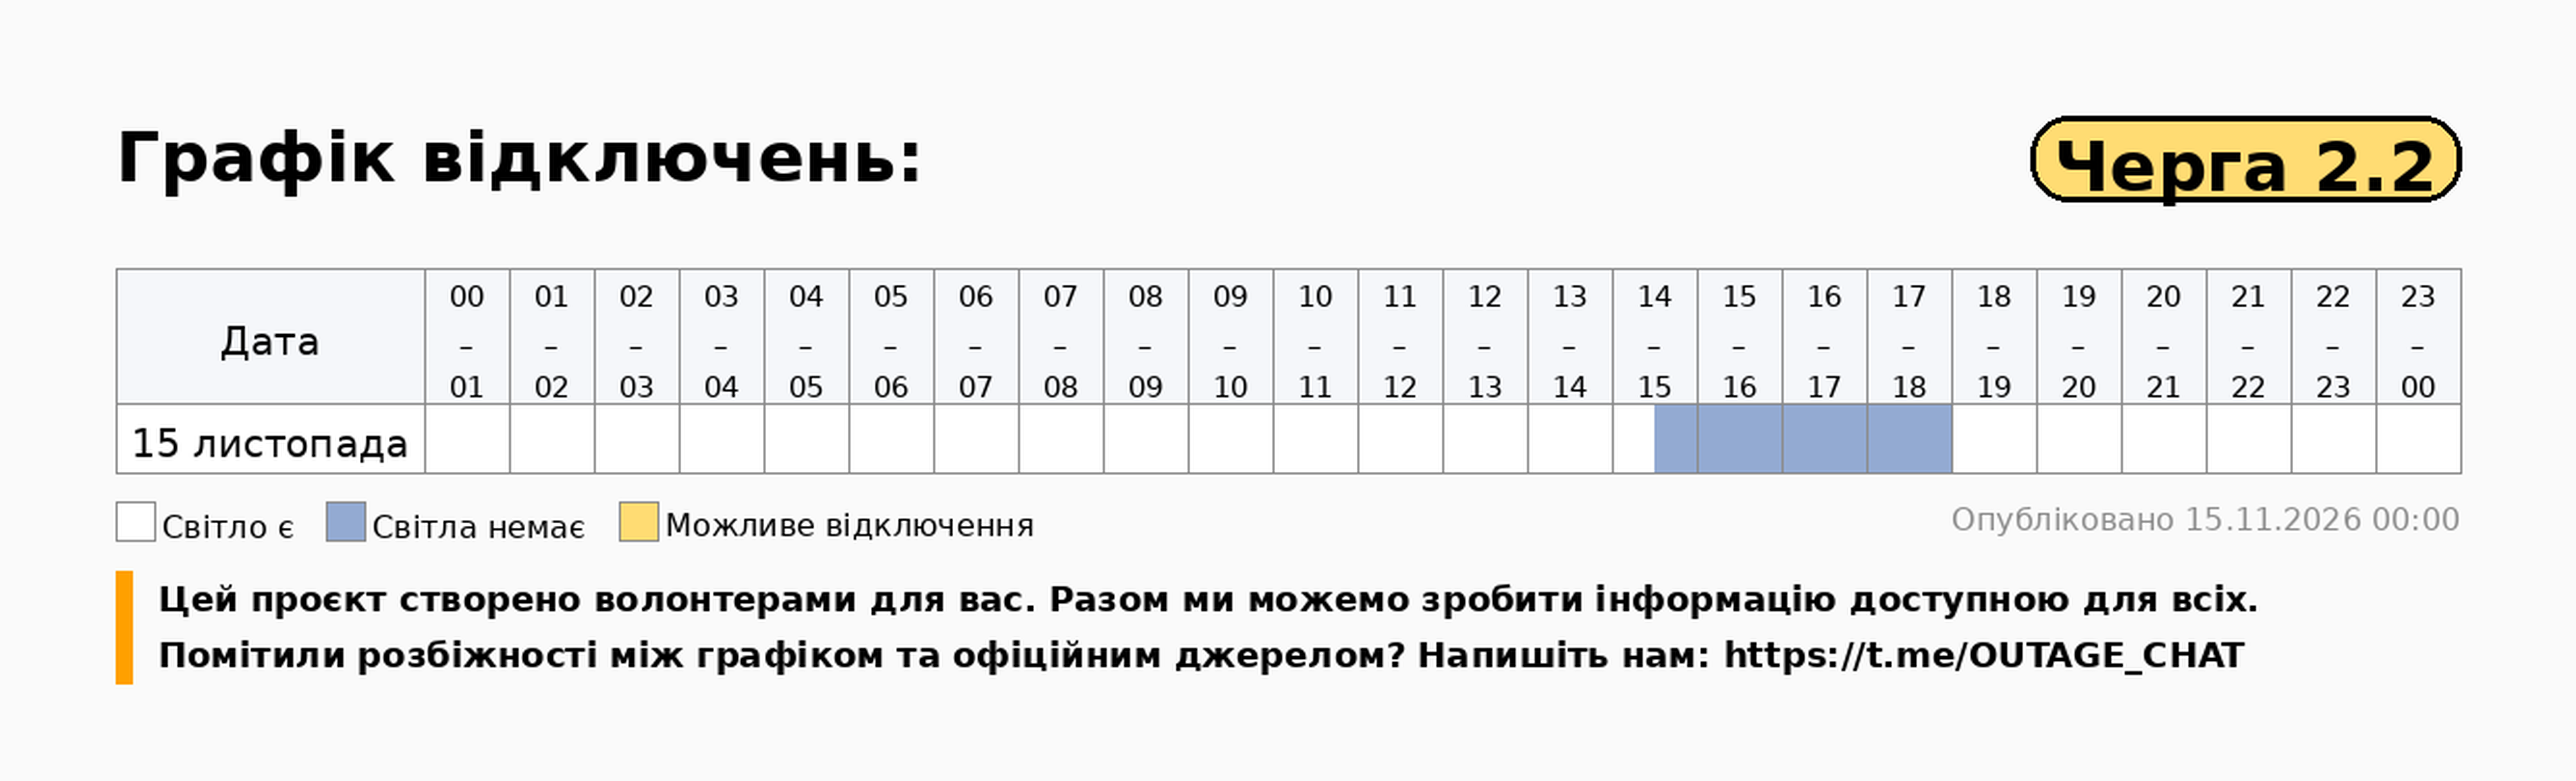 Графік відключень:
Черга 2.2
Дата
00 – 01
01 – 02
02 – 03
03 – 04
04 – 05
05 – 06
06 – 07
07 – 08
08 – 09
09 – 10
10 – 11
11 – 12
12 – 13
13 – 14
14 – 15
15 – 16
16 – 17
17 – 18
18 – 19
19 – 20
20 – 21
21 – 22
22 – 23
23 – 00
15 листопада
Світло є
Світла немає
Можливе відключення
Опубліковано 15.11.2026 00:00
Цей проєкт створено волонтерами для вас. Разом ми можемо зробити інформацію доступною для всіх.
Помітили розбіжності між графіком та офіційним джерелом? Напишіть нам: https://t.me/OUTAGE_CHAT